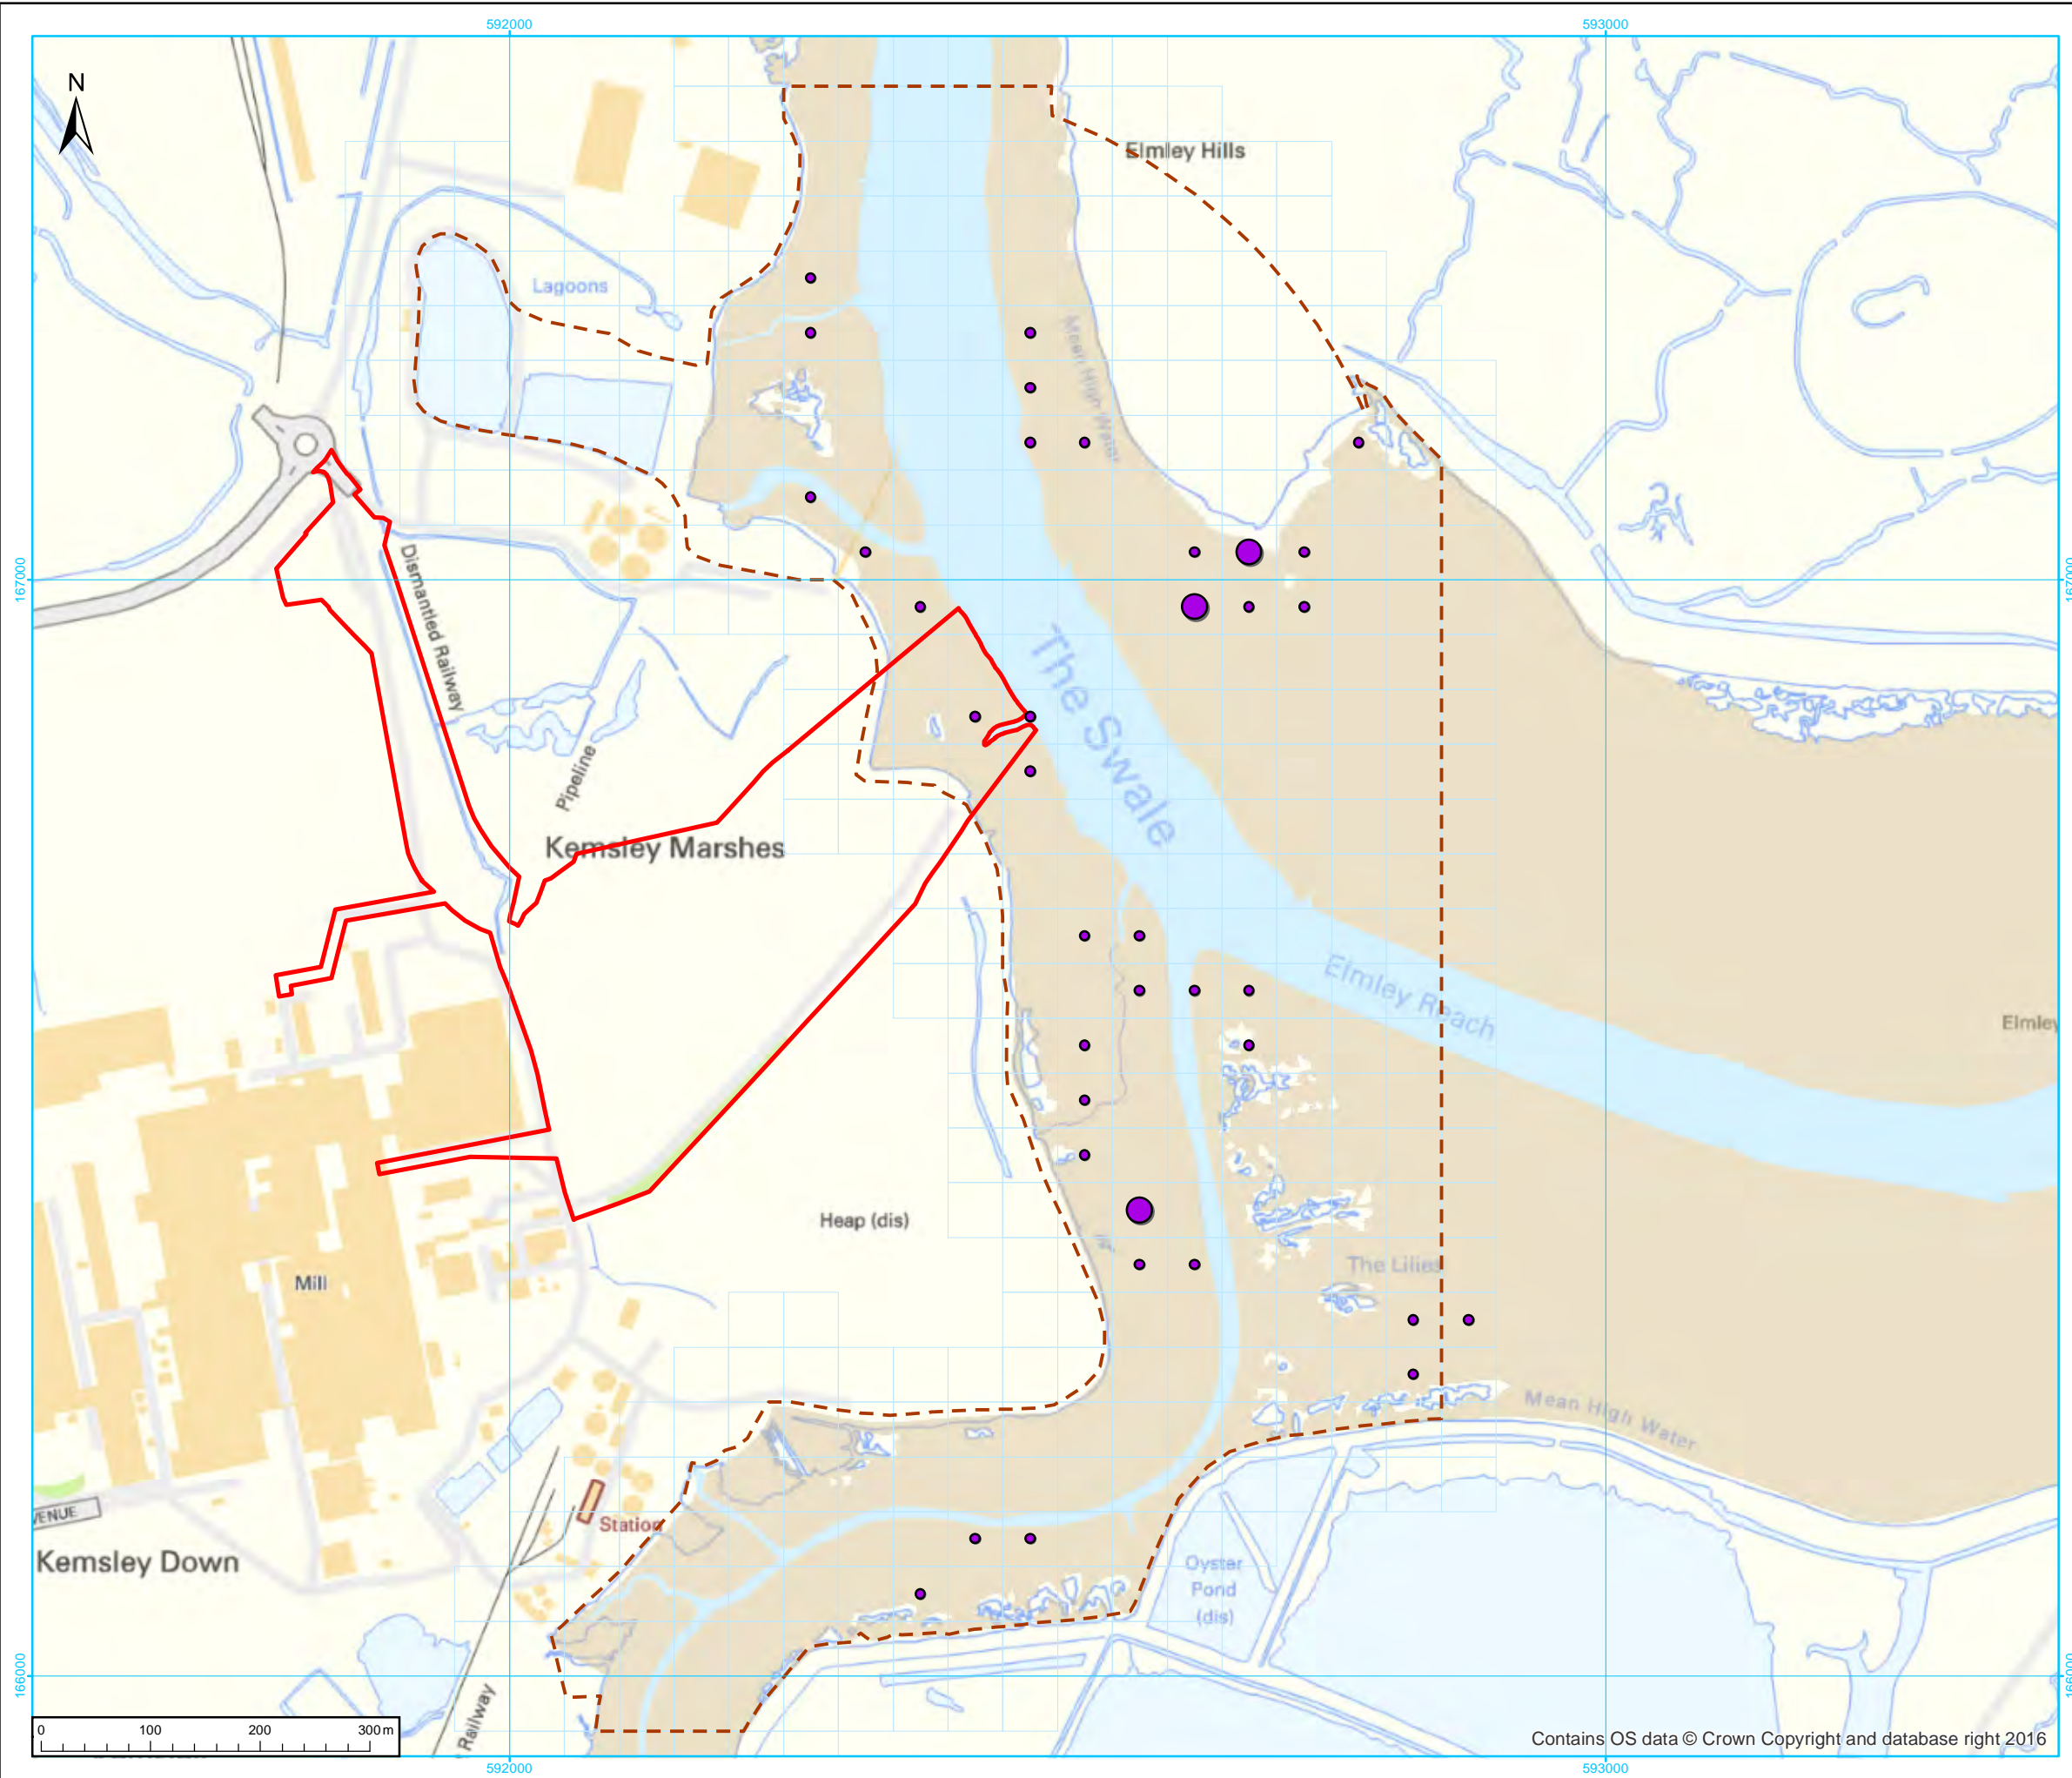 592000
593000
N
Elmley Hills
Lagoons
Mean High Water
167000
167000
Dismantled Railway
The Swale
Pipeline
Kemsley Marshes
Elmley Reach
Elmley
Heap (dis)
The Lilies
Mill
Mean High Water
VENUE
Station
Kemsley Down
Oyster
Pond
(dis)
166000
166000
Railway
0 100 200 300m
Contains OS data © Crown Copyright and database right 2016
592000
593000